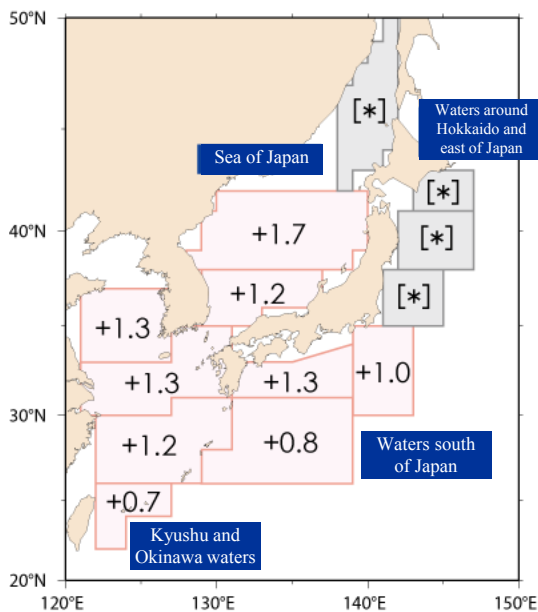 50°N
[*]
Waters around
Hokkaido and
east of Japan
Sea of Japan
[*]
40°N
+1.7
[*]
+1.2
[*]
+1.3
+1.3
+1.3
+1.0
30°N
+1.2
+0.8
Waters south
of Japan
+0.7
Kyushu and
Okinawa waters
20°N
120°E
130°E
140°E
150°E